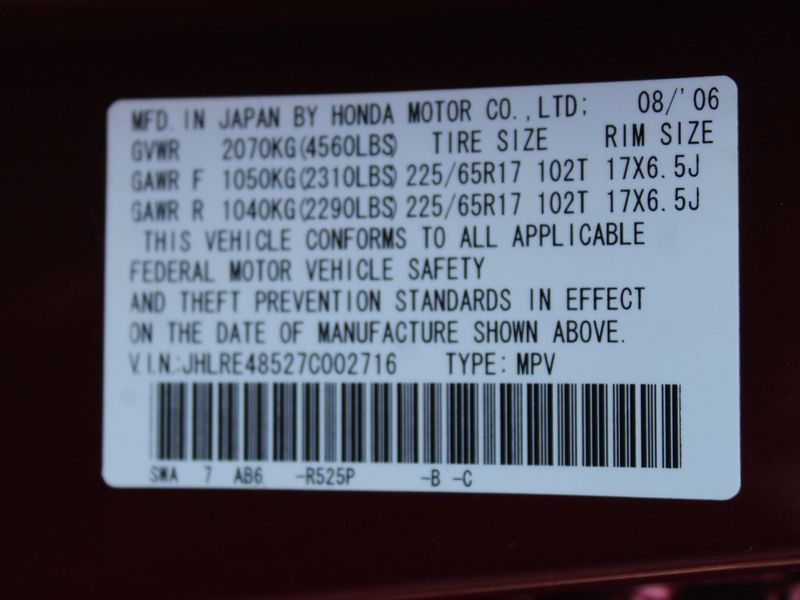 MFD. IN JAPAN BY HONDA MOTOR CO.,LTD; 08/'06
GVWR 2070KG(4560LBS) TIRE SIZE RIM SIZE
GAWR F 1050KG(2310LBS) 225/65R17 102T 17X6.5J
GAWR R 1040KG(2290LBS) 225/65R17 102T 17X6.5J
THIS VEHICLE CONFORMS TO ALL APPLICABLE
FEDERAL MOTOR VEHICLE SAFETY
AND THEFT PREVENTION STANDARDS IN EFFECT
ON THE DATE OF MANUFACTURE SHOWN ABOVE.
V.I.N.:JHLRE48527C002716 TYPE: MPV
SWA 7 AB6 -R525P -B -C